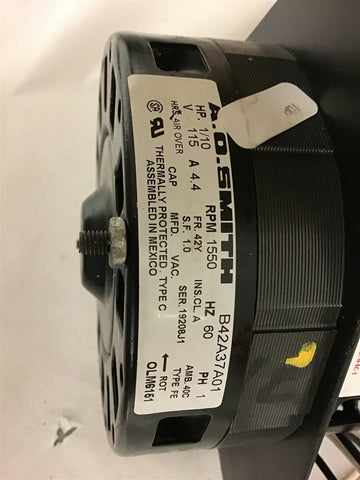 A.O.SMITH B42A37A01
HP. 1/10 RPM 1550 HZ 60 PH 1
V 115 A 4.4 FR. 42Y INS.CL. A AMB. 40C
HRS. AIR OVER S.F. 1.0 SER. 19208J1 TYPE FE
CAP MFD. VAC. ← ROT
THERMALLY PROTECTED. TYPE C OLM6161
ASSEMBLED IN MEXICO